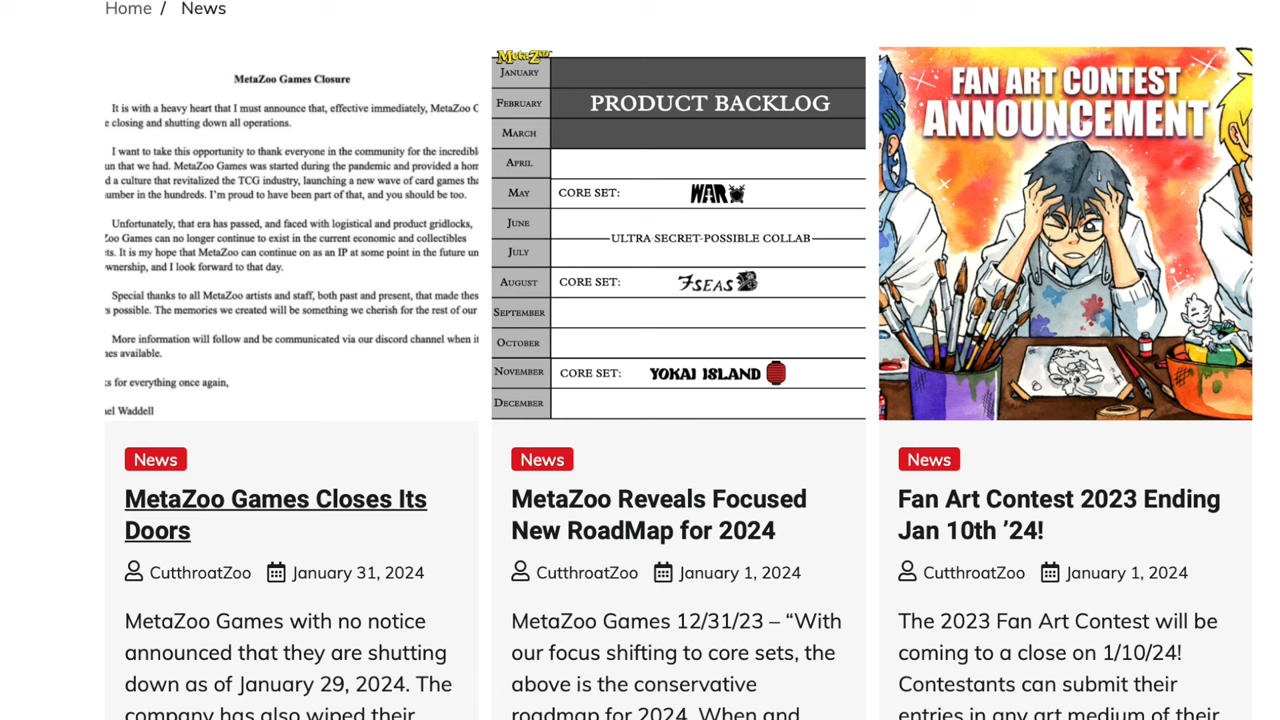 Home / News
MetaZoo Games Closure
It is with a heavy heart that I must announce that, effective immediately, MetaZoo
closing and shutting down all operations.
I want to take this opportunity to thank everyone in the community for the
that we had. MetaZoo Games was started during the pandemic and provided a
a culture that revitalized the TCG industry, launching a new wave of card games
in the hundreds. I'm proud to have been part of that, and you should be too.
Unfortunately, that era has passed, and faced with logistical and product gridlocks,
Games can no longer continue to exist in the current economic and collectibles
It is my hope that MetaZoo can continue on as an IP at some point in the future
and I look forward to that day.
Special thanks to all MetaZoo artists and staff, both past and present, that made
possible. The memories we created will be something we cherish for the rest of our
More information will follow and be communicated via our discord channel when
available.
for everything once again,
Waddell
News
MetaZoo Games Closes Its
Doors
CutthroatZoo January 31, 2024
MetaZoo Games with no notice
announced that they are shutting
down as of January 29, 2024. The
company has also wiped their
MetaZoo
JANUARY
FEBRUARY PRODUCT BACKLOG
MARCH
APRIL
MAY CORE SET: WAR
JUNE
ULTRA-SECRET-POSSIBLE COLLAB
JULY
AUGUST CORE SET: 7 SEAS
SEPTEMBER
OCTOBER
NOVEMBER CORE SET: YOKAI ISLAND
DECEMBER
News
MetaZoo Reveals Focused
New RoadMap for 2024
CutthroatZoo January 1, 2024
MetaZoo Games 12/31/23 – “With
our focus shifting to core sets, the
above is the conservative
roadmap for 2024. When and
FAN ART CONTEST
ANNOUNCEMENT
News
Fan Art Contest 2023 Ending
Jan 10th ’24!
CutthroatZoo January 1, 2024
The 2023 Fan Art Contest will be
coming to a close on 1/10/24!
Contestants can submit their
entries in any art medium of their